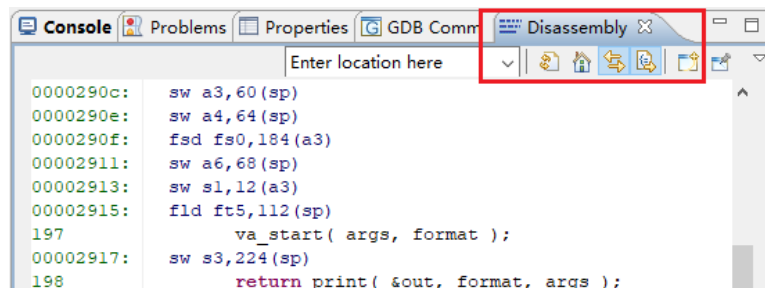 Console Problems Properties GDB Comm Disassembly
Enter location here
0000290c: sw a3,60(sp)
0000290e: sw a4,64(sp)
0000290f: fsd fs0,184(a3)
00002911: sw a6,68(sp)
00002913: sw s1,12(a3)
00002915: fld ft5,112(sp)
197 va_start( args, format );
00002917: sw s3,224(sp)
198 return print( &out, format, args );